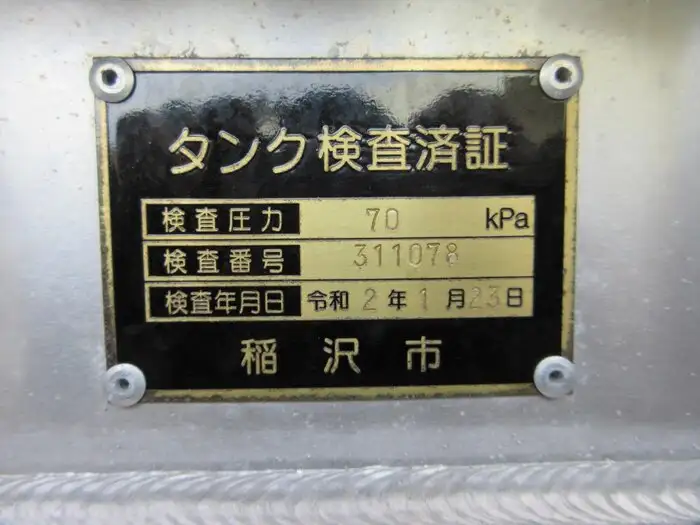 タンク検査済証
検査圧力 70 kPa
検査番号 311078
検査年月日 令和 2 年 1 月 23 日
稲沢市